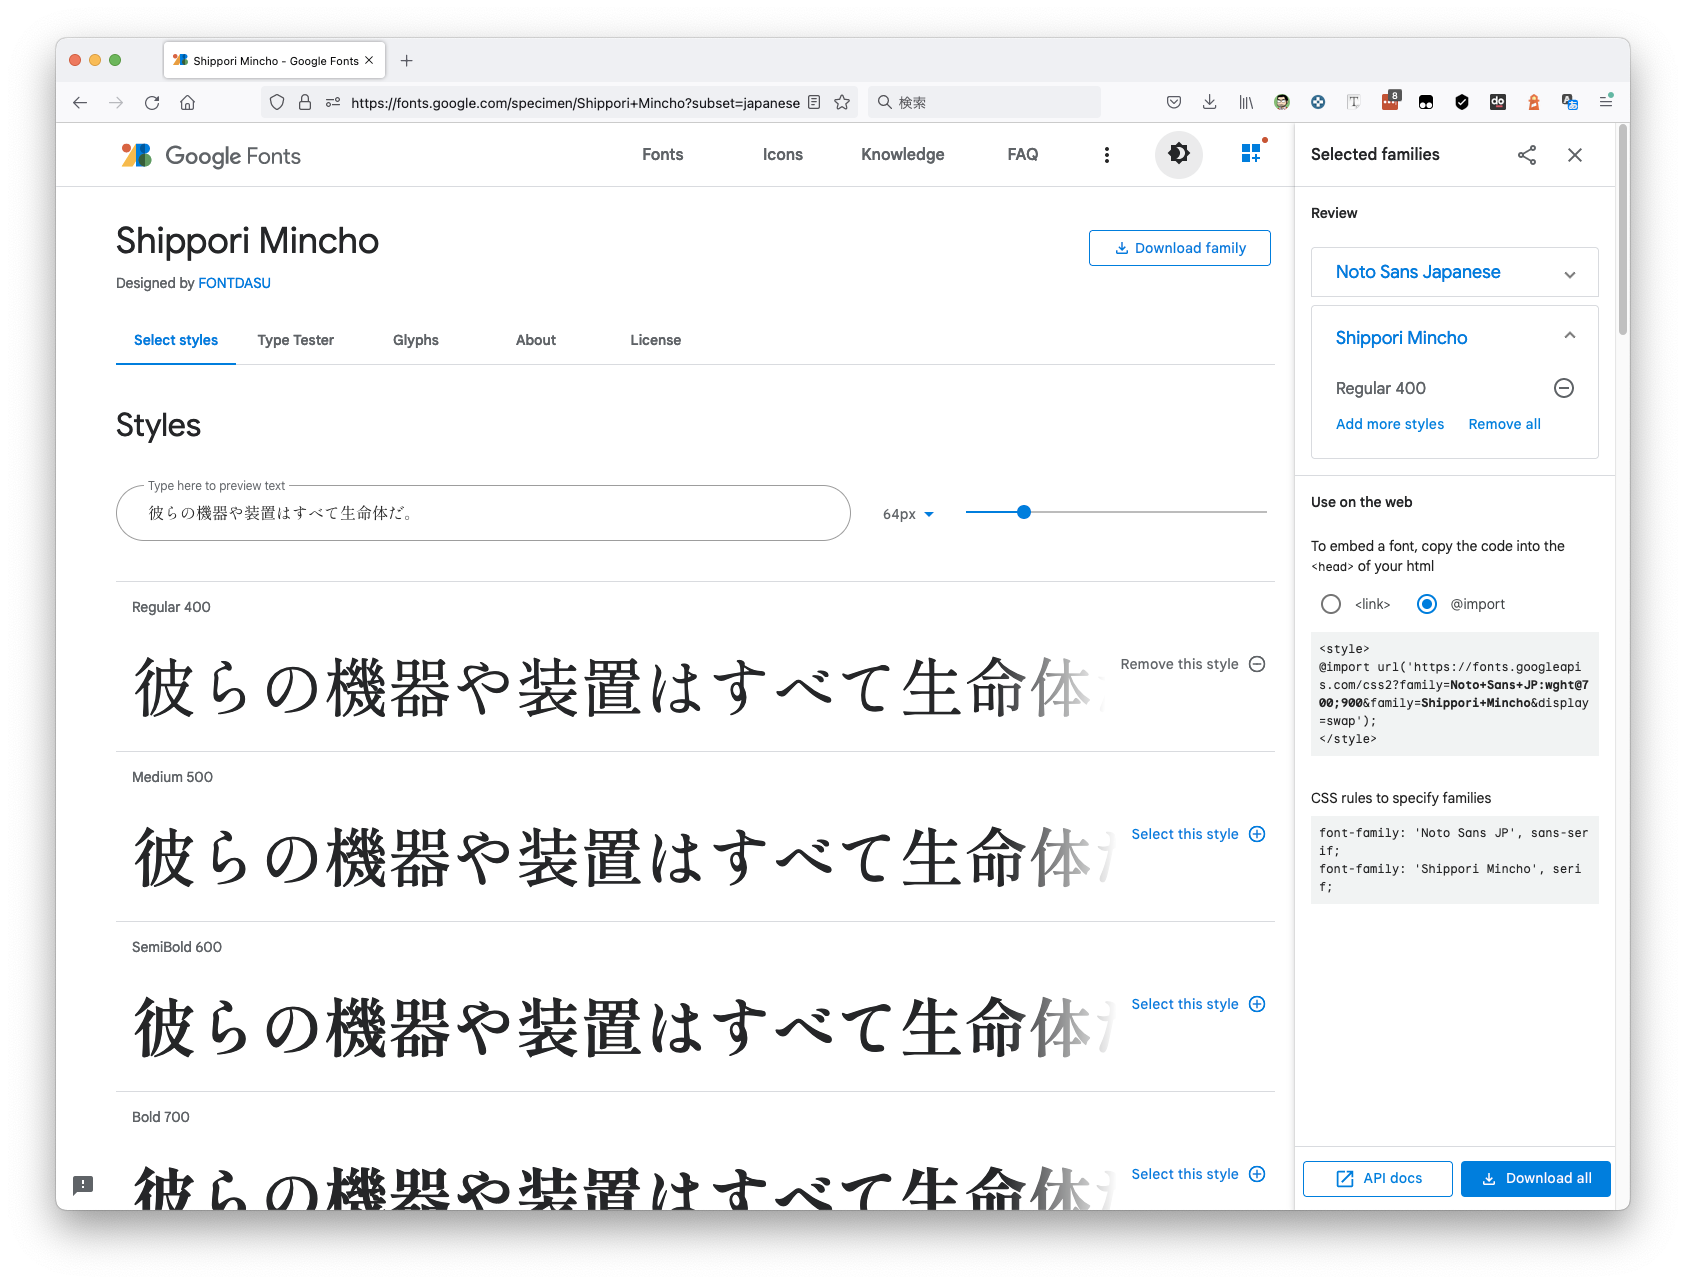 Shippori Mincho - Google Fonts
https://fonts.google.com/specimen/Shippori+Mincho?subset=japanese
検索
8
do
Google Fonts
Fonts
Icons
Knowledge
FAQ
Shippori Mincho
Designed by FONTDASU
Download family
Select styles
Type Tester
Glyphs
About
License
Styles
Type here to preview text
彼らの機器や装置はすべて生命体だ。
64px
Regular 400
彼らの機器や装置はすべて生命体
Remove this style
Medium 500
彼らの機器や装置はすべて生命体
Select this style
SemiBold 600
彼らの機器や装置はすべて生命体
Select this style
Bold 700
彼らの機器や装置はすべて生命体
Select this style
Selected families
Review
Noto Sans Japanese
Shippori Mincho
Regular 400
Add more styles
Remove all
Use on the web
To embed a font, copy the code into the
<head> of your html
<link>
@import
<style>
@import url('https://fonts.googleapi
s.com/css2?family=Noto+Sans+JP:wght@7
00;900&family=Shippori+Mincho&display
=swap');
</style>
CSS rules to specify families
font-family: 'Noto Sans JP', sans-ser
if;
font-family: 'Shippori Mincho', seri
f;
API docs
Download all